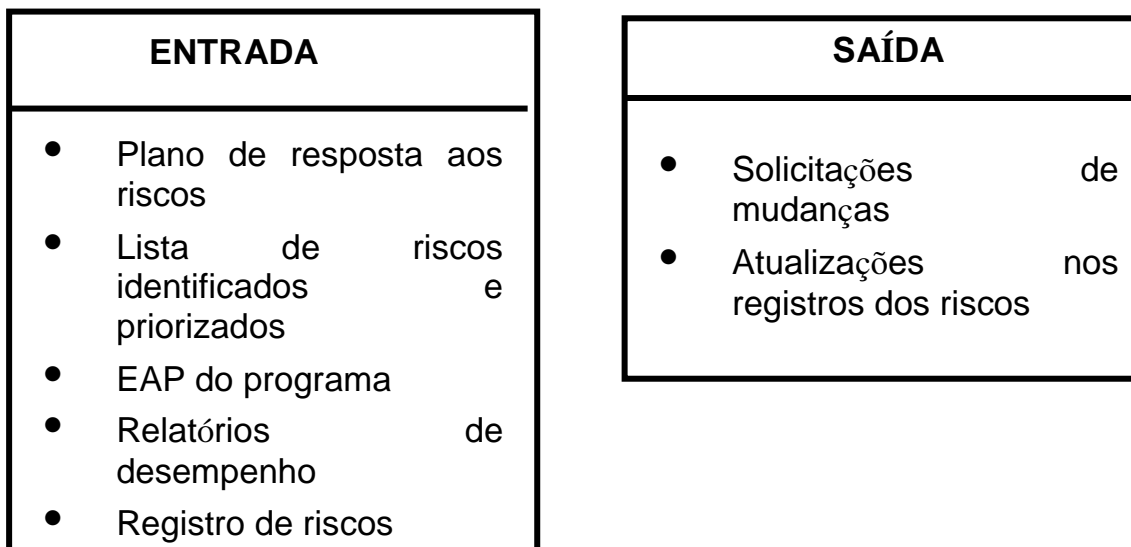 ENTRADA
• Plano de resposta aos
riscos
• Lista de riscos
identificados e
priorizados
• EAP do programa
• Relatórios de
desempenho
• Registro de riscos
SAÍDA
• Solicitações de
mudanças
• Atualizações nos
registros dos riscos